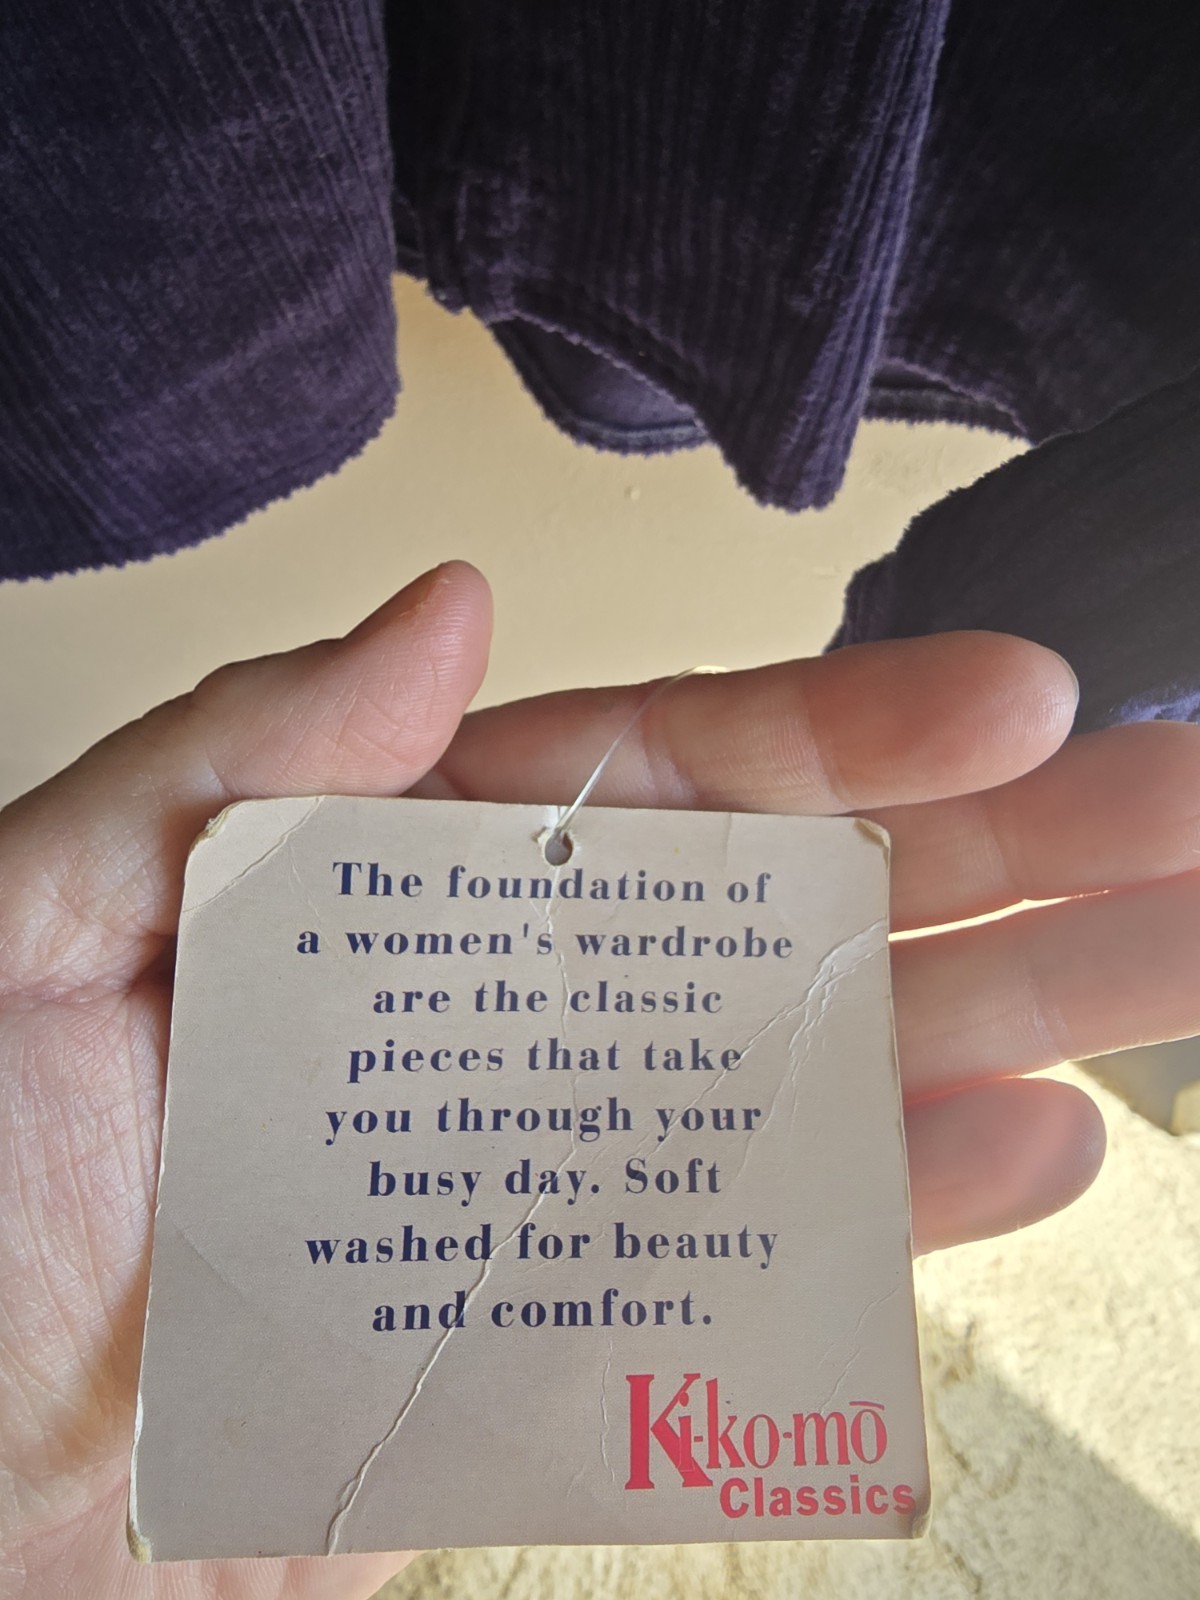 The foundation of
a women's wardrobe
are the classic
pieces that take
you through your
busy day. Soft
washed for beauty
and comfort.
Ki-ko-mō
Classics